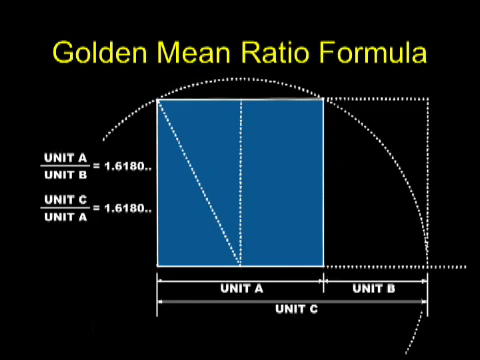 Golden Mean Ratio Formula
UNIT A
UNIT B
= 1.6180..
UNIT C
UNIT A
= 1.6180..
UNIT A
UNIT B
UNIT C